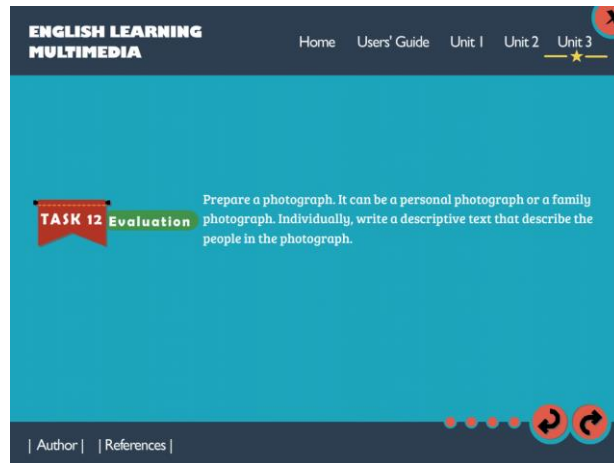 ENGLISH LEARNING
MULTIMEDIA
Home Users' Guide Unit 1 Unit 2 Unit 3
TASK 12 Evaluation
Prepare a photograph. It can be a personal photograph or a family
photograph. Individually, write a descriptive text that describe the
people in the photograph.
| Author | | References |